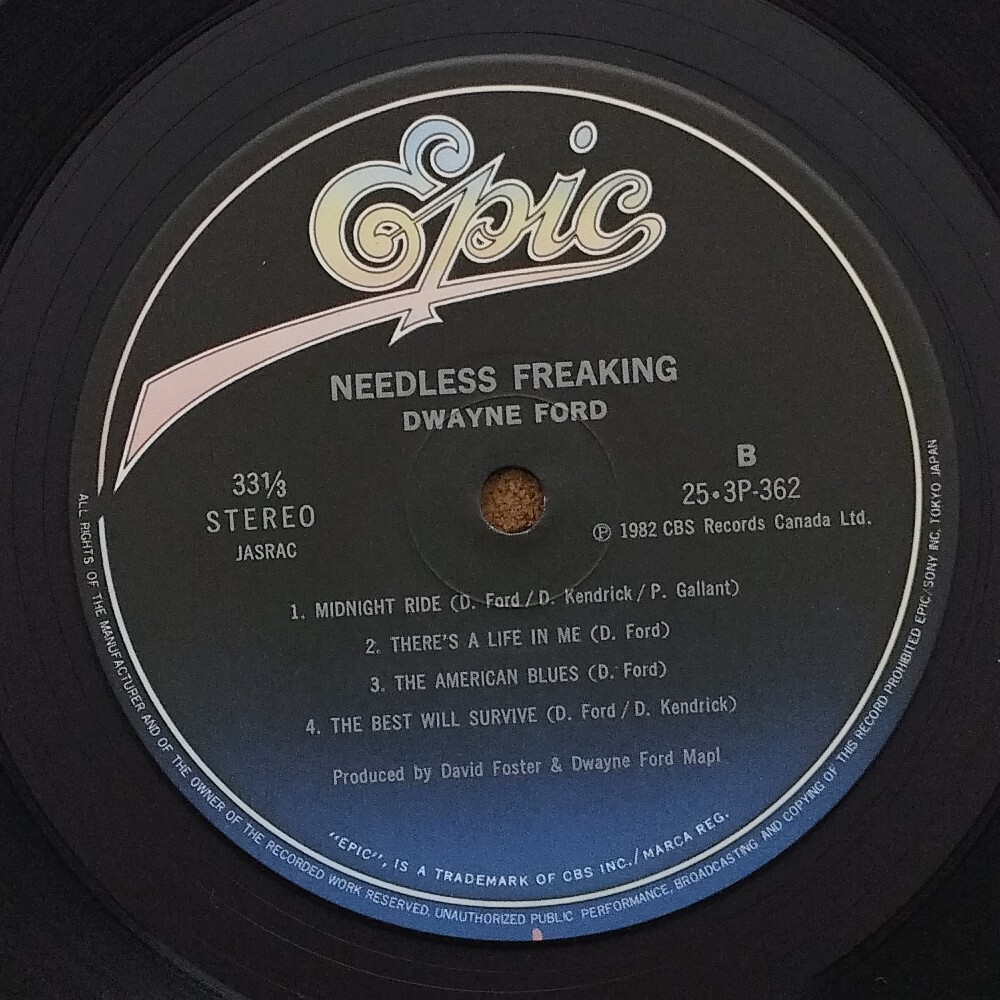 Epic
NEEDLESS FREAKING
DWAYNE FORD
33⅓
STEREO
JASRAC
B
25•3P-362
Ⓟ 1982 CBS Records Canada Ltd.
1. MIDNIGHT RIDE (D. Ford/D. Kendrick/P. Gallant)
2. THERE'S A LIFE IN ME (D. Ford)
3. THE AMERICAN BLUES (D. Ford)
4. THE BEST WILL SURVIVE (D. Ford/D. Kendrick)
Produced by David Foster & Dwayne Ford Mapl
"EPIC", IS A TRADEMARK OF CBS INC./MARCA REG.
ALL RIGHTS OF THE MANUFACTURER AND OF THE OWNER OF THE RECORDED WORK RESERVED. UNAUTHORIZED PUBLIC PERFORMANCE, BROADCASTING AND COPYING OF THIS RECORD PROHIBITED EPIC/SONY INC. TOKYO JAPAN